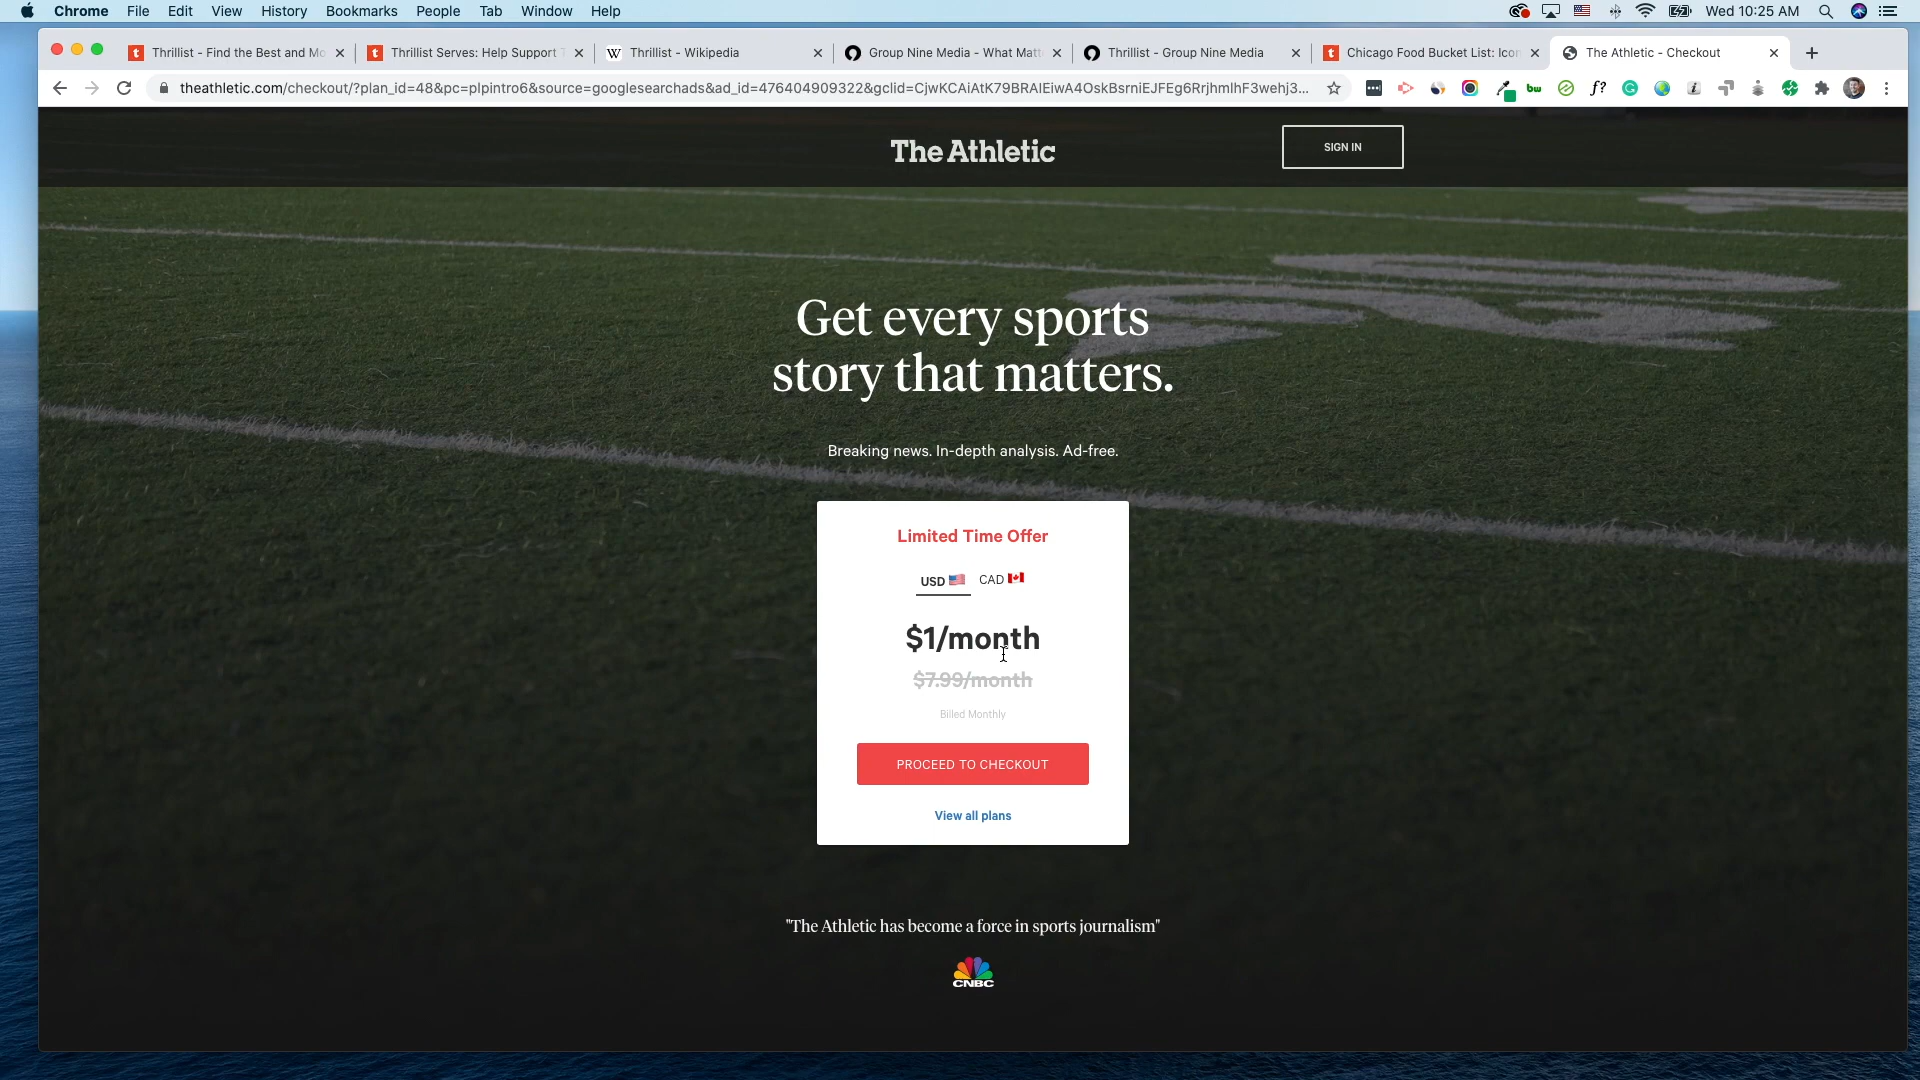 Chrome File Edit View History Bookmarks People Tab Window Help Wed 10:25 AM
Thrillist - Find the Best and Mo
Thrillist Serves: Help Support
Thrillist - Wikipedia
Group Nine Media - What Matt
Thrillist - Group Nine Media
Chicago Food Bucket List: Icon
The Athletic - Checkout
theathletic.com/checkout/?plan_id=48&pc=plpintro6&source=googlesearchads&ad_id=476404909322&gclid=CjwKCAiAtK79BRAIEiwA4OskBsrniEJFEg6RrjhmIhF3wehj3...
The Athletic
SIGN IN
Get every sports
story that matters.
Breaking news. In-depth analysis. Ad-free.
Limited Time Offer
USD CAD
$1/month
$7.99/month
Billed Monthly
PROCEED TO CHECKOUT
View all plans
"The Athletic has become a force in sports journalism"
CNBC